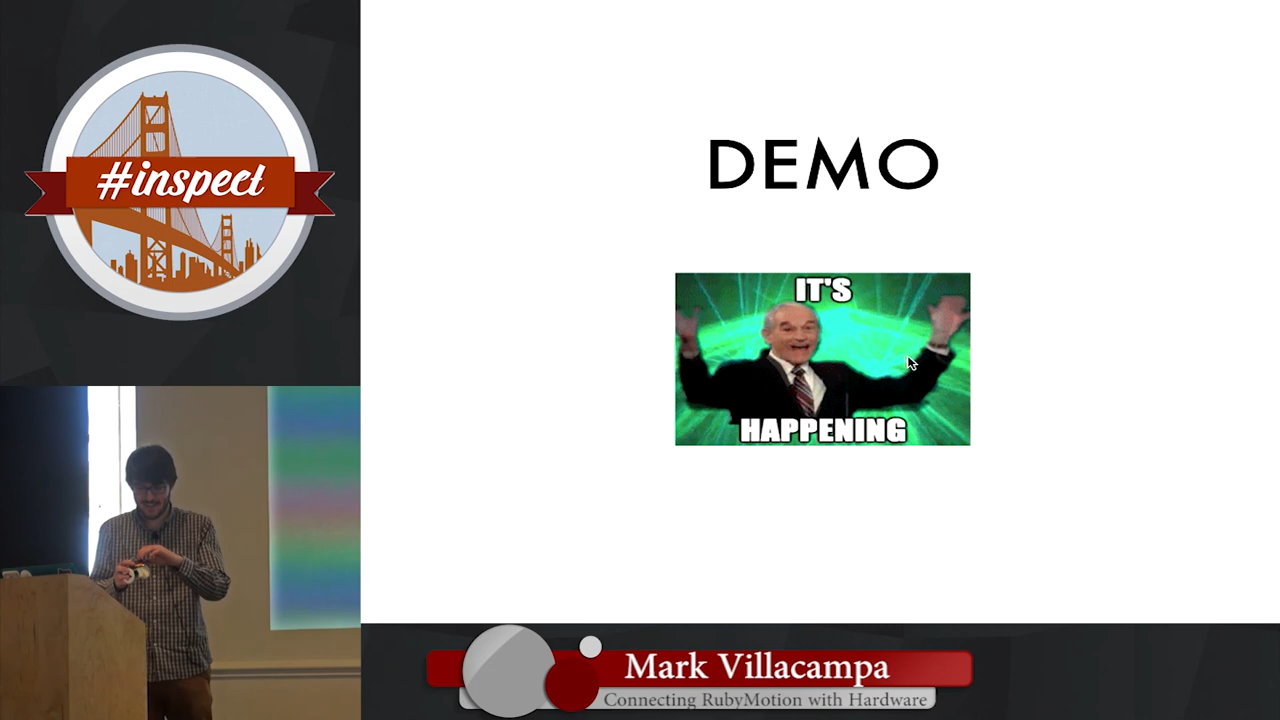 #inspect
DEMO
IT'S
HAPPENING
Mark Villacampa
Connecting RubyMotion with Hardware